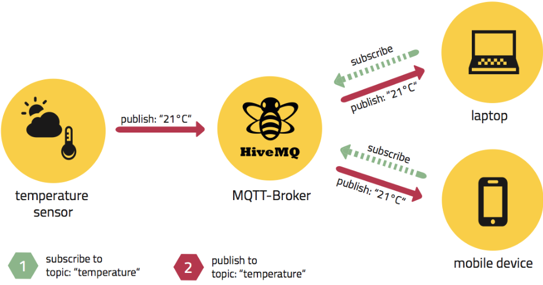 subscribe
publish: “21°C”
laptop
publish: “21°C”
HiveMQ
temperature
sensor
MQTT-Broker
subscribe
publish: “21°C”
mobile device
1
subscribe to
topic: “temperature”
2
publish to
topic: “temperature”